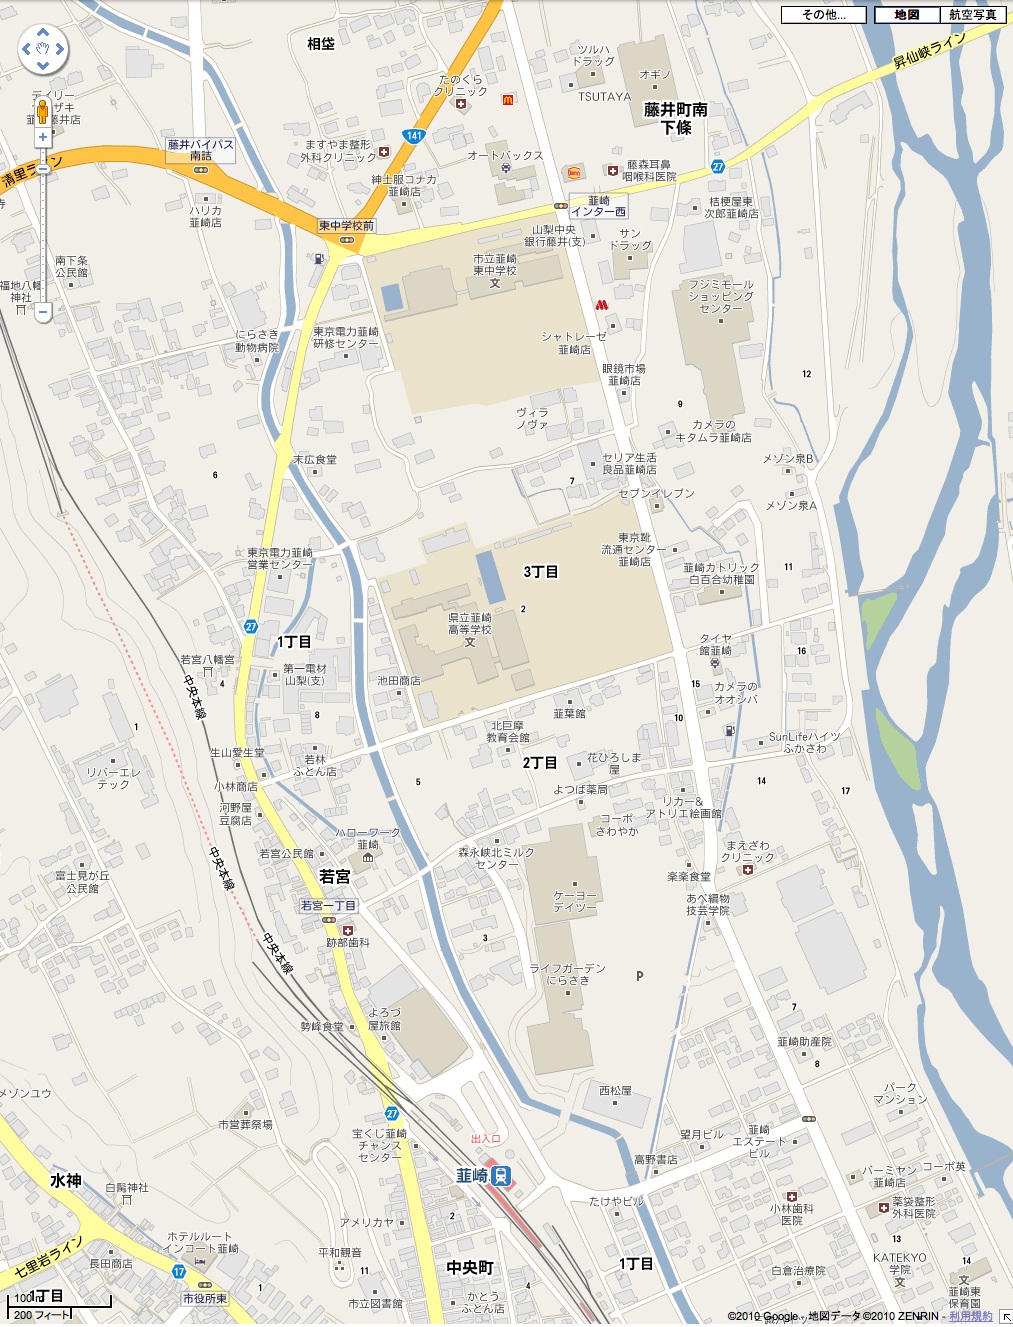 その他...
地図
航空写真
相袋
ツルハ
ドラッグ
オギノ
昇仙峡ライン
たのくら
クリニック
TSUTAYA
デイリー
韮崎藤井店
藤井町南
下條
141
藤井バイパス
南詰
ますやま整形
外科クリニック
オートバックス
藤森耳鼻
咽喉科医院
27
清里ライン
紳士服コナカ
韮崎店
Denny's
ハリカ
韮崎店
東中学校前
韮崎
インター西
桔梗屋東
次郎韮崎店
山梨中央
銀行藤井(支)
サン
ドラッグ
南下条
公民館
市立韮崎
東中学校
文
福地八幡
神社
フジミモール
ショッピング
センター
にらさき
動物病院
東京電力韮崎
研修センター
シャトレーゼ
韮崎店
眼鏡市場
韮崎店
12
9
ヴィラ
ノヴァ
カメラの
キタムラ韮崎店
末広食堂
セリア生活
良品韮崎店
メゾン泉B
6
7
セブンイレブン
メゾン泉A
東京電力韮崎
営業センター
東京靴
流通センター
韮崎店
韮崎カトリック
白百合幼稚園
11
3丁目
2
県立韮崎
高等学校
文
27
1丁目
若宮八幡宮
中央本線
4
第一電材
山梨(支)
池田商店
タイヤ
館韮崎
16
15
カメラの
オオシバ
8
韮葉館
10
1
北巨摩
教育会館
SunLifeハイツ
ふかさわ
生山愛生堂
若林
ふとん店
2丁目
花ひろしま
屋
リバーエレ
テック
小林商店
5
よつば薬局
14
17
河野屋
豆腐店
リカー&
アトリエ絵画館
ハローワーク
韮崎
コーポ
さわやか
若宮公民館
森永峡北ミルク
センター
まえざわ
クリニック
中央本線
富士見が丘
公民館
若宮
楽楽食堂
ケーヨー
デイツー
若宮一丁目
あべ編物
技芸学院
跡部歯科
3
中央本線
ライフガーデン
にらさき
P
よろづ
屋旅館
勢峰食堂
7
韮崎助産院
8
メゾンユウ
西松屋
パーク
マンション
27
市営葬祭場
宝くじ韮崎
チャンス
センター
出入口
望月ビル
韮崎
エステート
ビル
高野書店
水神
韮崎
バーミヤン
韮崎店
コーポ英
白髭神社
たけやビル
小林歯科
医院
薬袋整形
外科医院
アメリカヤ
2
ホテルルート
インコート韮崎
七里岩ライン
長田商店
平和観音
13
17
11
中央町
1丁目
白倉治療院
KATEKYO
学院
文
14
市役所東
1
市立図書館
かとう
ふとん店
4
文
韮崎東
保育園
1丁目
200 フィート
©2010 Google - 地図データ ©2010 ZENRIN - 利用規約